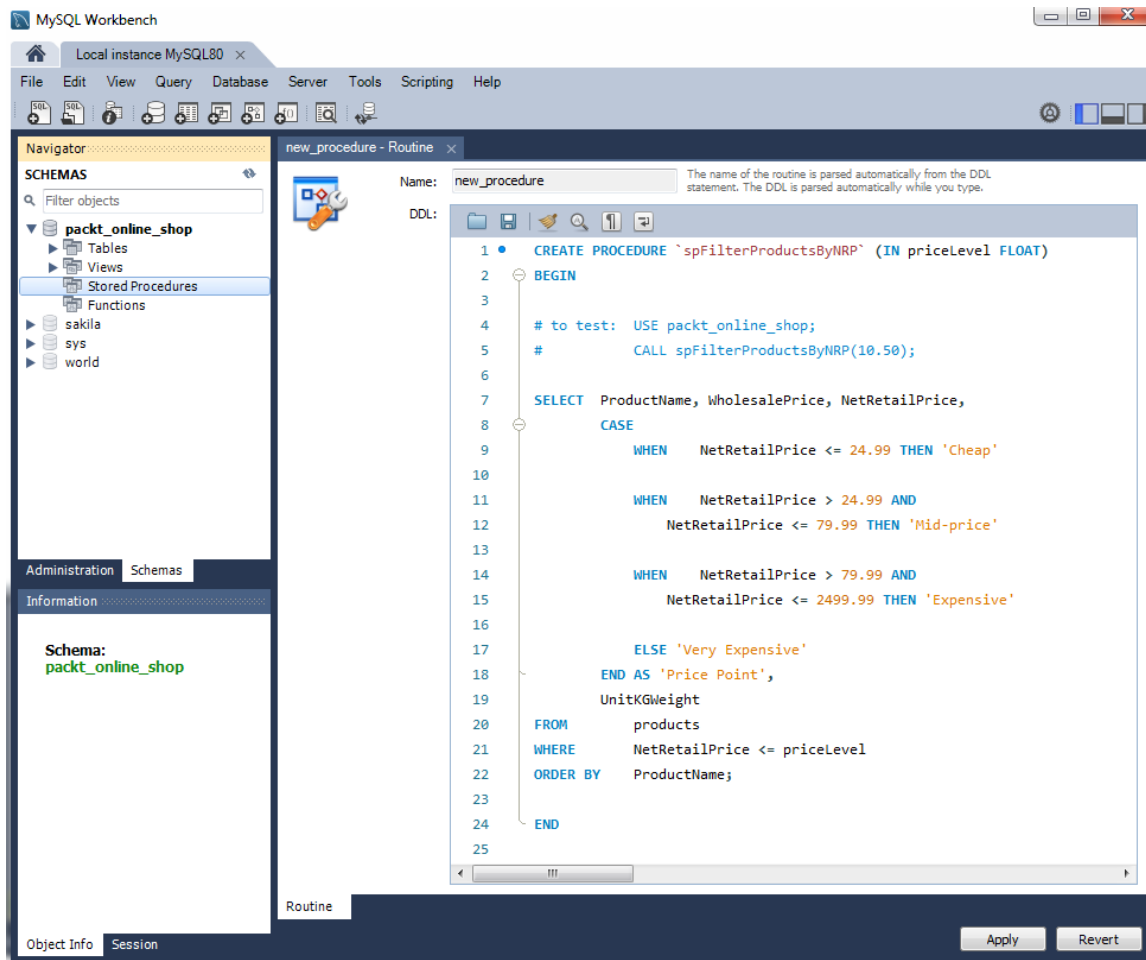 MySQL Workbench
Local instance MySQL80
File Edit View Query Database Server Tools Scripting Help
Navigator
SCHEMAS
Filter objects
packt_online_shop
Tables
Views
Stored Procedures
Functions
sakila
sys
world
Administration Schemas
Information
Schema:
packt_online_shop
Object Info Session
new_procedure - Routine
Name: new_procedure
The name of the routine is parsed automatically from the DDL
statement. The DDL is parsed automatically while you type.
DDL:
1 CREATE PROCEDURE `spFilterProductsByNRP` (IN priceLevel FLOAT)
2 BEGIN
3
4 # to test: USE packt_online_shop;
5 # CALL spFilterProductsByNRP(10.50);
6
7 SELECT ProductName, WholesalePrice, NetRetailPrice,
8 CASE
9 WHEN NetRetailPrice <= 24.99 THEN 'Cheap'
10
11 WHEN NetRetailPrice > 24.99 AND
12 NetRetailPrice <= 79.99 THEN 'Mid-price'
13
14 WHEN NetRetailPrice > 79.99 AND
15 NetRetailPrice <= 2499.99 THEN 'Expensive'
16
17 ELSE 'Very Expensive'
18 END AS 'Price Point',
19 UnitKGWeight
20 FROM products
21 WHERE NetRetailPrice <= priceLevel
22 ORDER BY ProductName;
23
24 END
25
Routine
Apply Revert